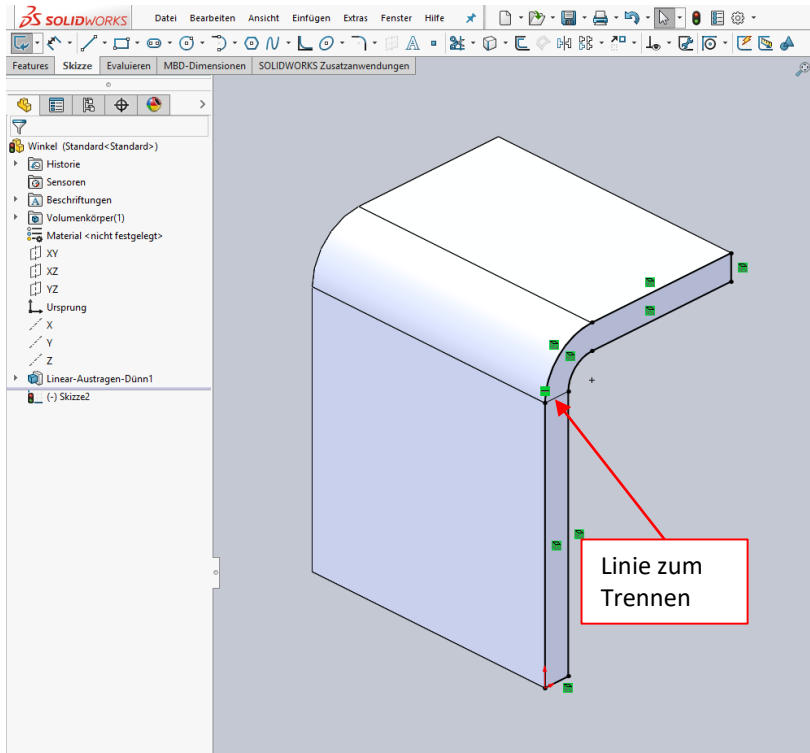 SOLIDWORKS Datei Bearbeiten Ansicht Einfügen Extras Fenster Hilfe
Features Skizze Evaluieren MBD-Dimensionen SOLIDWORKS Zusatzanwendungen
Winkel (Standard<Standard>)
Historie
Sensoren
Beschriftungen
Volumenkörper(1)
Material <nicht festgelegt>
XY
XZ
YZ
Ursprung
X
Y
Z
Linear-Austragen-Dünn1
(-) Skizze2
Linie zum
Trennen